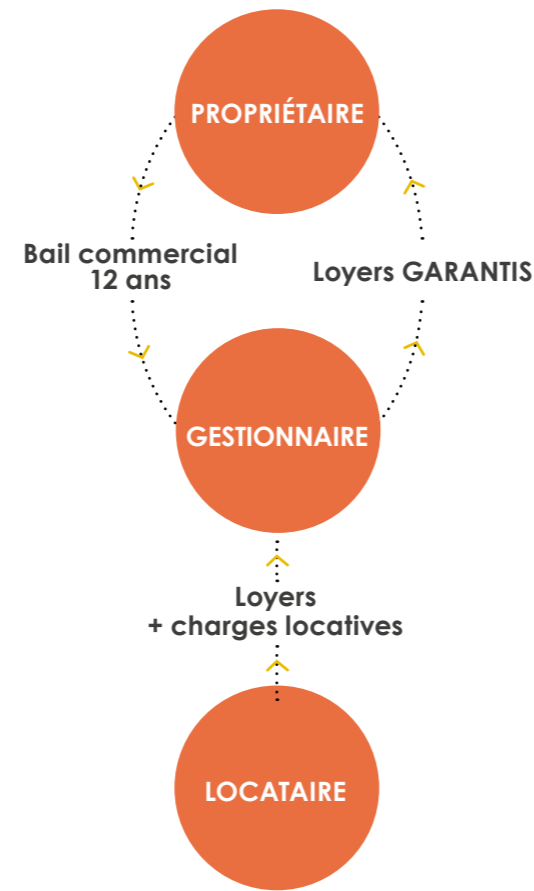 PROPRIÉTAIRE
Bail commercial
12 ans
Loyers GARANTIS
GESTIONNAIRE
Loyers
+ charges locatives
LOCATAIRE